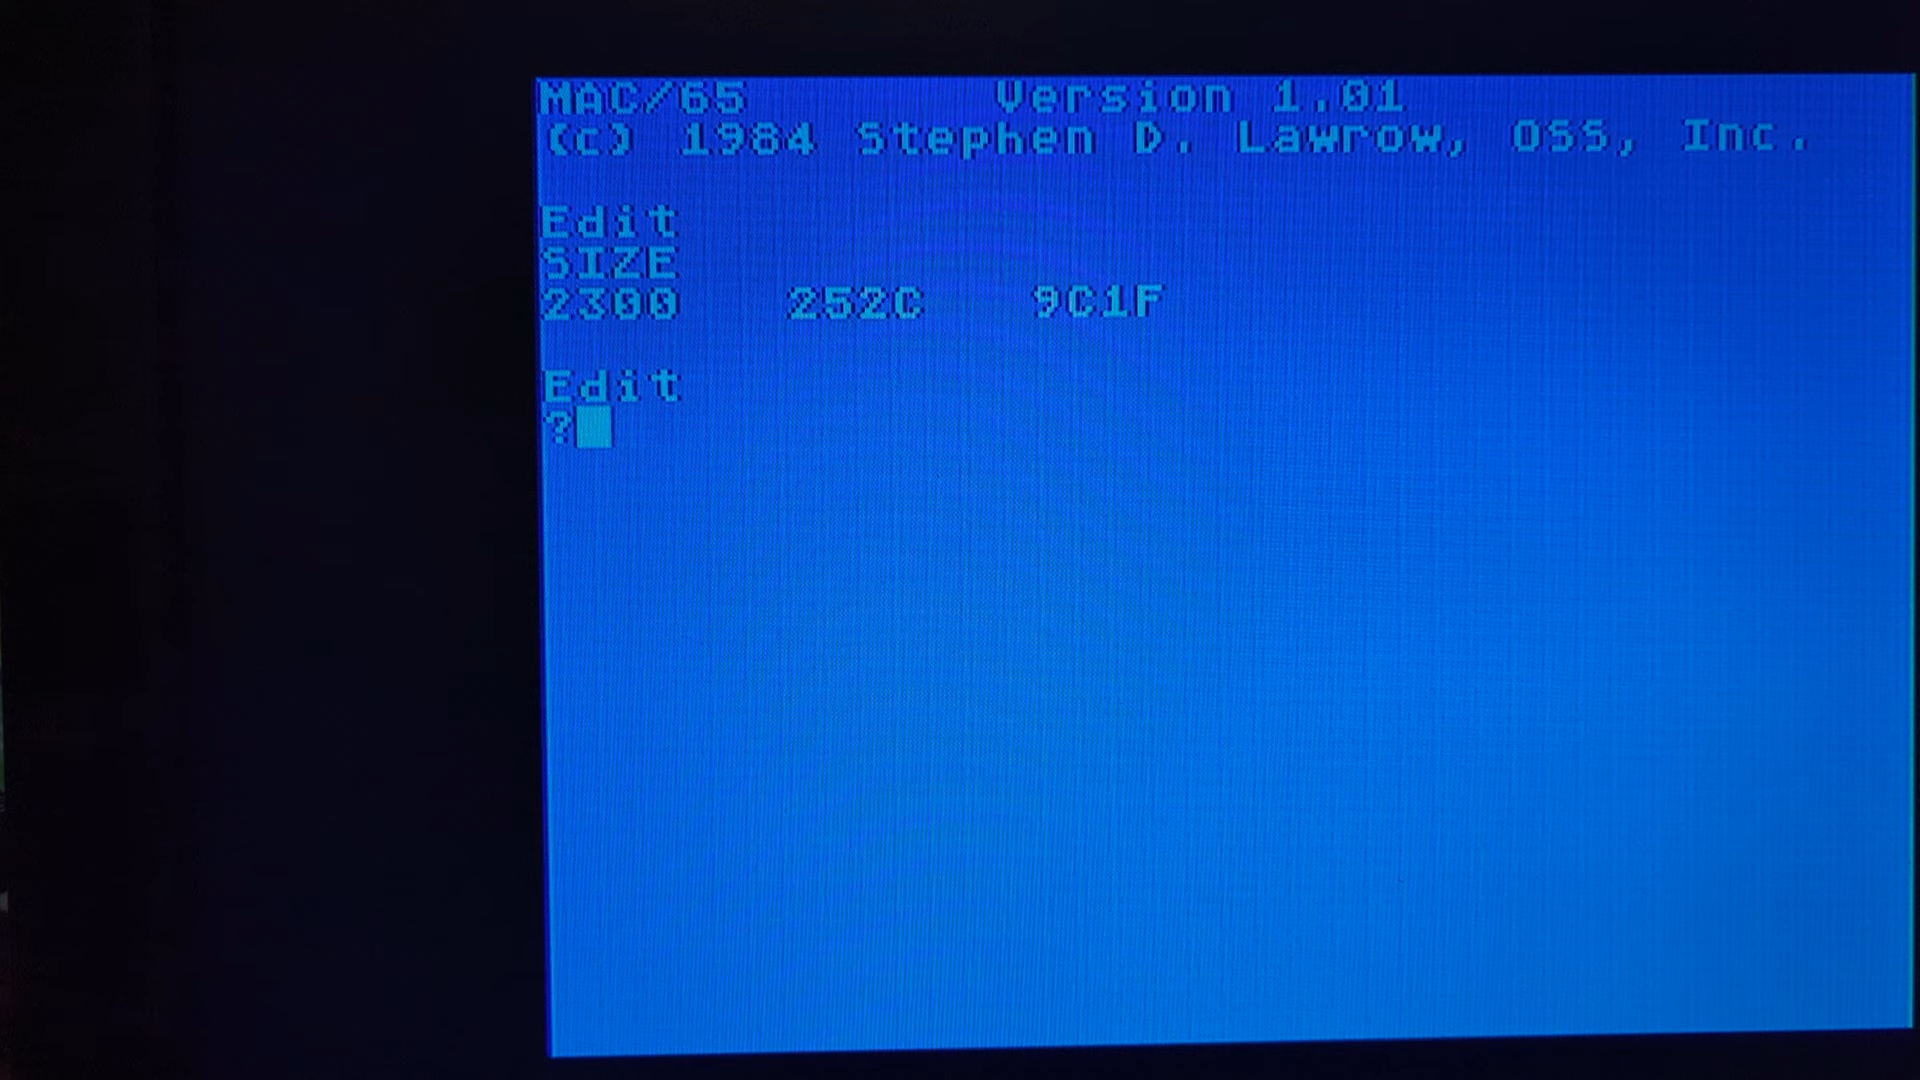 MAC/65 Version 1.01
(c) 1984 Stephen D. Lawrow, OSS, Inc.
Edit
SIZE
2300 252C 9C1F
Edit
?